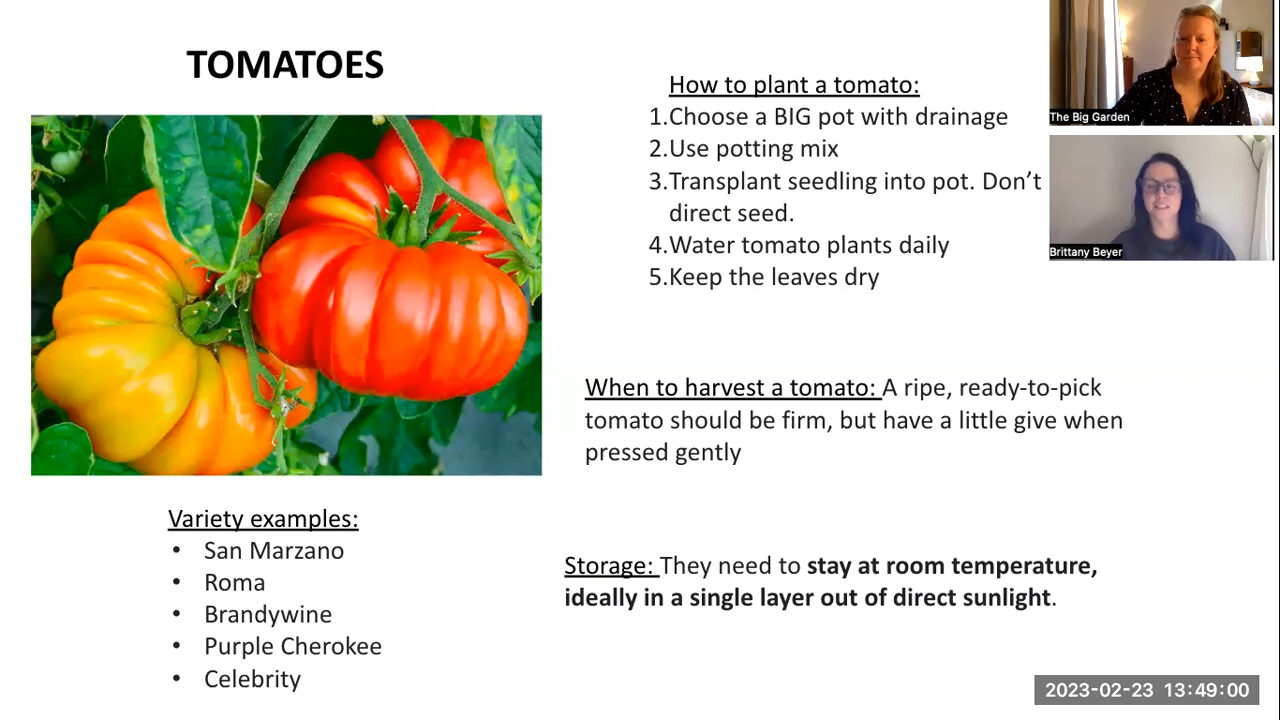 TOMATOES
How to plant a tomato:
1.Choose a BIG pot with drainage
2.Use potting mix
3.Transplant seedling into pot. Don’t
direct seed.
4.Water tomato plants daily
5.Keep the leaves dry
The Big Garden
Brittany Beyer
When to harvest a tomato: A ripe, ready-to-pick
tomato should be firm, but have a little give when
pressed gently
Variety examples:
• San Marzano
• Roma
• Brandywine
• Purple Cherokee
• Celebrity
Storage: They need to stay at room temperature,
ideally in a single layer out of direct sunlight.
2023-02-23 13:49:00